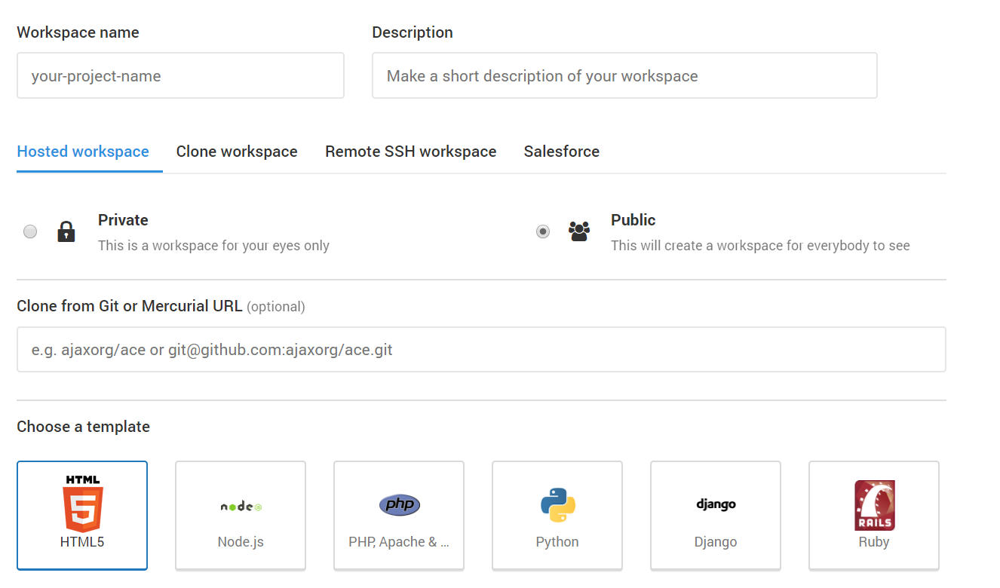 Workspace name
Description
your-project-name
Make a short description of your workspace
Hosted workspace
Clone workspace
Remote SSH workspace
Salesforce
Private
This is a workspace for your eyes only
Public
This will create a workspace for everybody to see
Clone from Git or Mercurial URL (optional)
e.g. ajaxorg/ace or git@github.com:ajaxorg/ace.git
Choose a template
HTML
5
HTML5
node
Node.js
php
PHP, Apache & ...
Python
django
Django
RAILS
Ruby